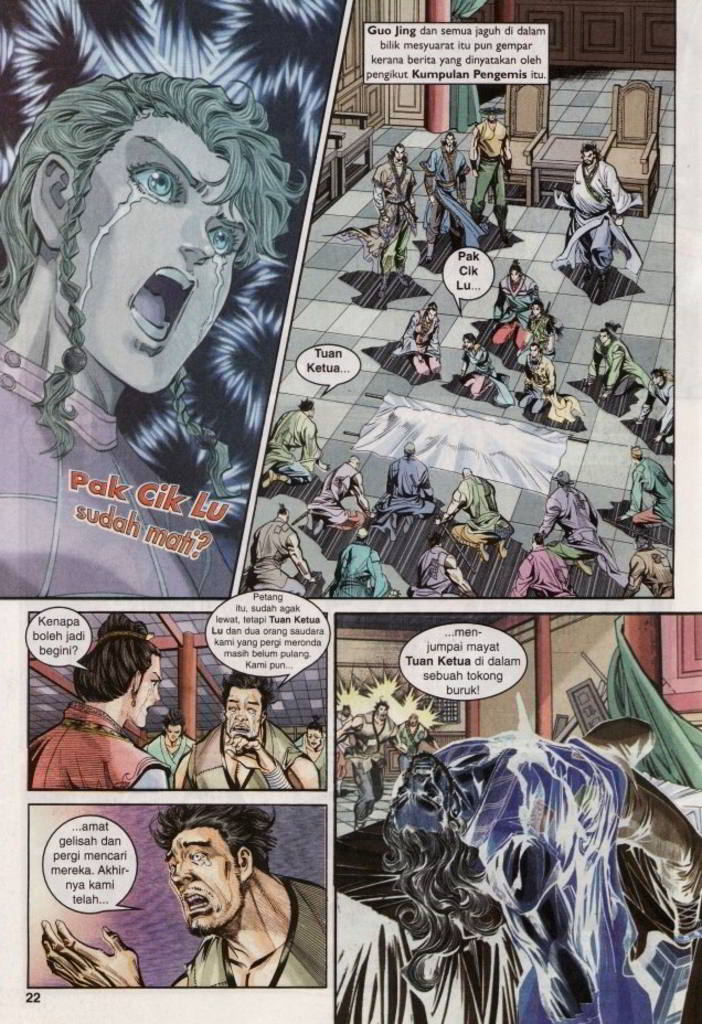 Pak Cik Lu
sudah mati?
Guo Jing dan semua jaguh di dalam
bilik mesyuarat itu pun gempar
kerana berita yang dinyatakan oleh
pengikut Kumpulan Pengemis itu.
Pak
Cik
Lu...
Tuan
Ketua...
Kenapa
boleh jadi
begini?
Petang
itu, sudah agak
lewat, tetapi Tuan Ketua
Lu dan dua orang saudara
kami yang pergi meronda
masih belum pulang.
Kami pun...
...amat
gelisah dan
pergi mencari
mereka. Akhir-
nya kami
telah...
...men-
jumpai mayat
Tuan Ketua di dalam
sebuah tokong
buruk!
22